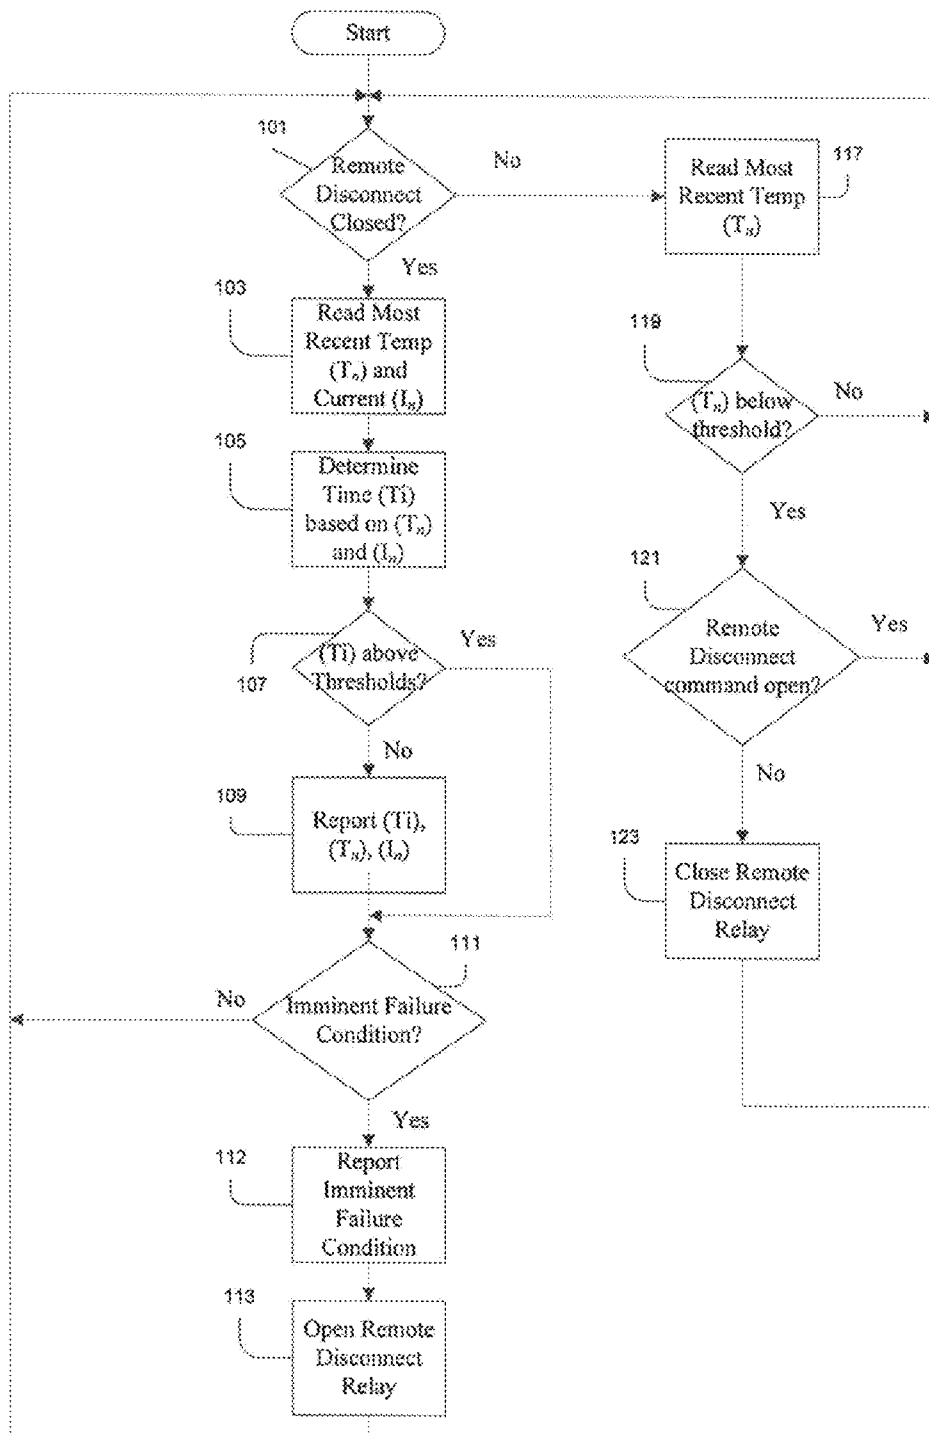 Start
101
Remote
Disconnect
Closed?
No
Yes
Read Most
Recent Temp
(Tn)
117
103
Read Most
Recent Temp
(Tn) and
Current (In)
119
(Tn) below
threshold?
No
Yes
105
Determine
Time (Ti)
based on (Tn)
and (In)
121
Remote
Disconnect
command open?
Yes
No
107
(Ti) above
Thresholds?
Yes
No
109
Report (Ti),
(Tn), (In)
123
Close Remote
Disconnect
Relay
111
Imminent Failure
Condition?
No
Yes
112
Report
Imminent
Failure
Condition
113
Open Remote
Disconnect
Relay